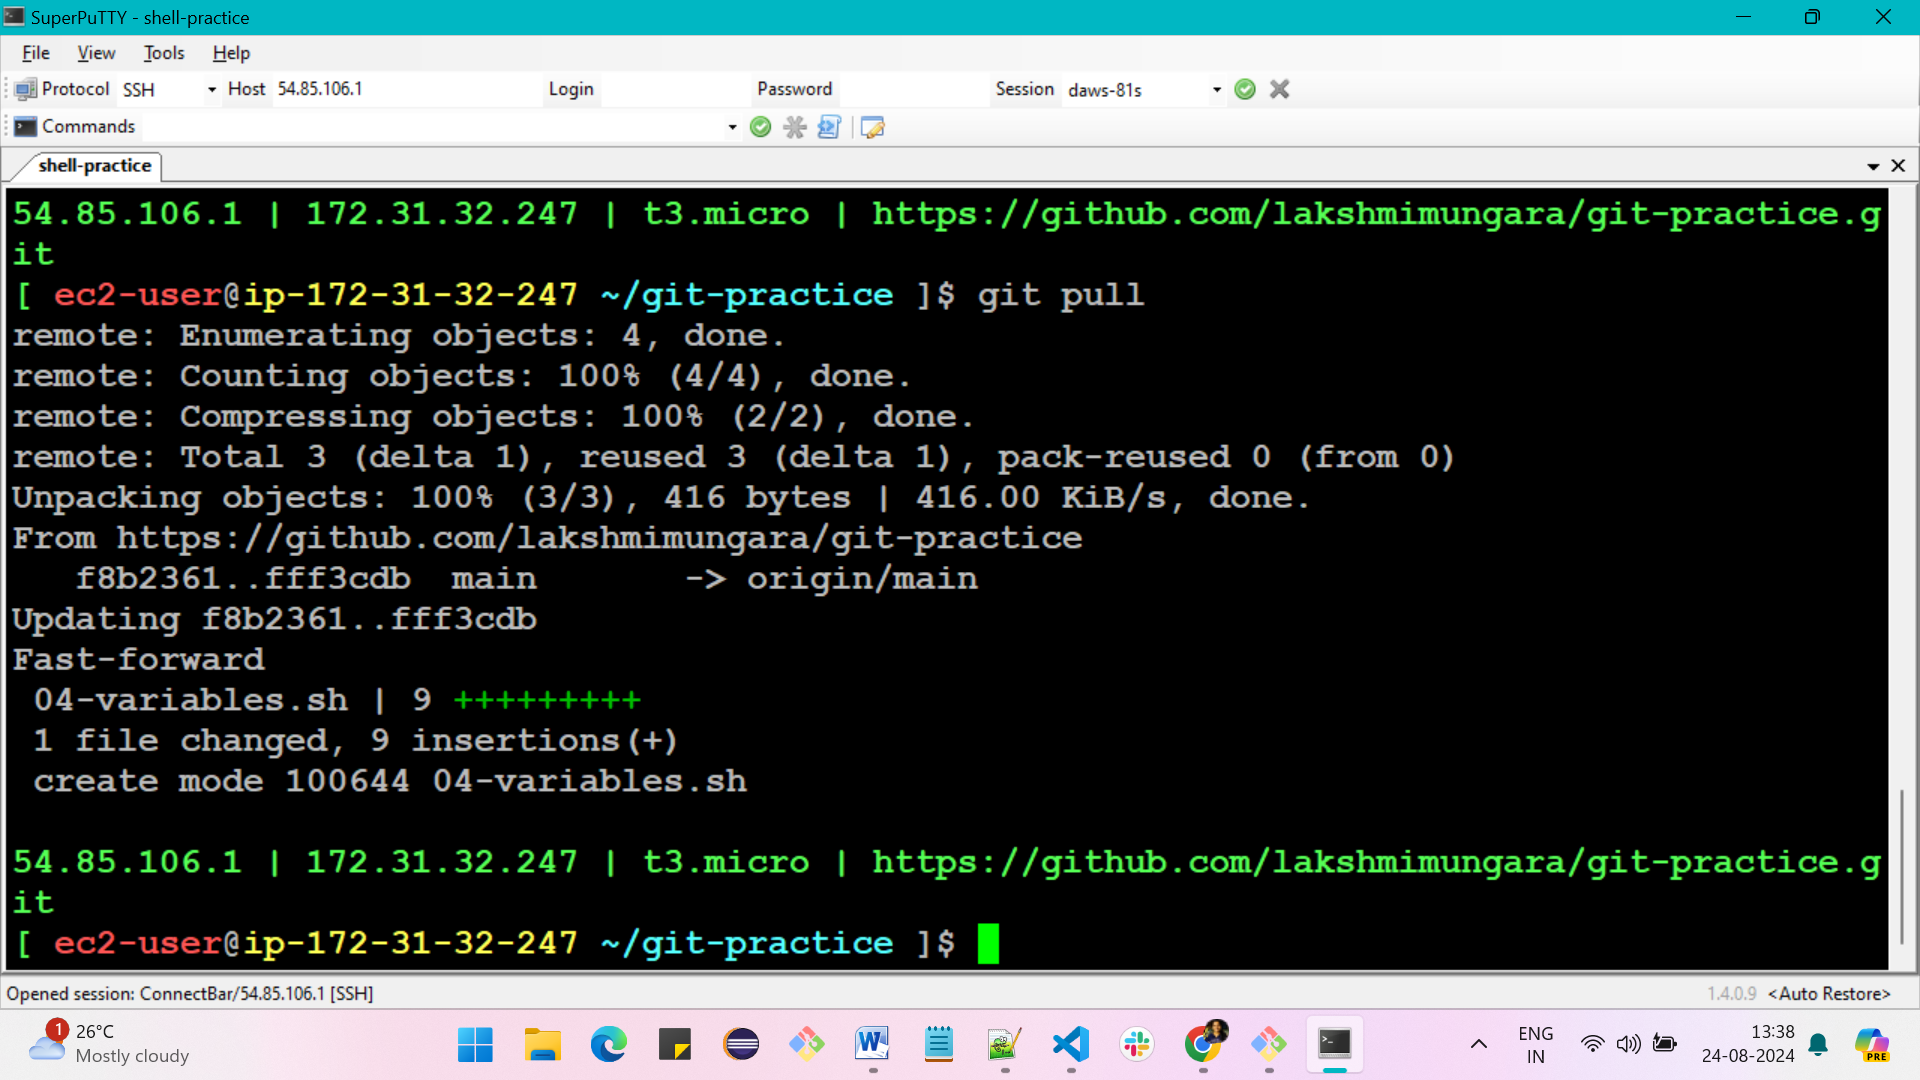 SuperPuTTY - shell-practice
File View Tools Help
Protocol SSH Host 54.85.106.1 Login Password Session daws-81s
Commands
shell-practice
54.85.106.1 | 172.31.32.247 | t3.micro | https://github.com/lakshmimungara/git-practice.g
it
[ ec2-user@ip-172-31-32-247 ~/git-practice ]$ git pull
remote: Enumerating objects: 4, done.
remote: Counting objects: 100% (4/4), done.
remote: Compressing objects: 100% (2/2), done.
remote: Total 3 (delta 1), reused 3 (delta 1), pack-reused 0 (from 0)
Unpacking objects: 100% (3/3), 416 bytes | 416.00 KiB/s, done.
From https://github.com/lakshmimungara/git-practice
   f8b2361..fff3cdb  main       -> origin/main
Updating f8b2361..fff3cdb
Fast-forward
 04-variables.sh | 9 +++++++++
 1 file changed, 9 insertions(+)
 create mode 100644 04-variables.sh
54.85.106.1 | 172.31.32.247 | t3.micro | https://github.com/lakshmimungara/git-practice.g
it
[ ec2-user@ip-172-31-32-247 ~/git-practice ]$
Opened session: ConnectBar/54.85.106.1 [SSH] 1.4.0.9 <Auto Restore>
1 26°C
Mostly cloudy
ENG
IN
13:38
24-08-2024
PRE